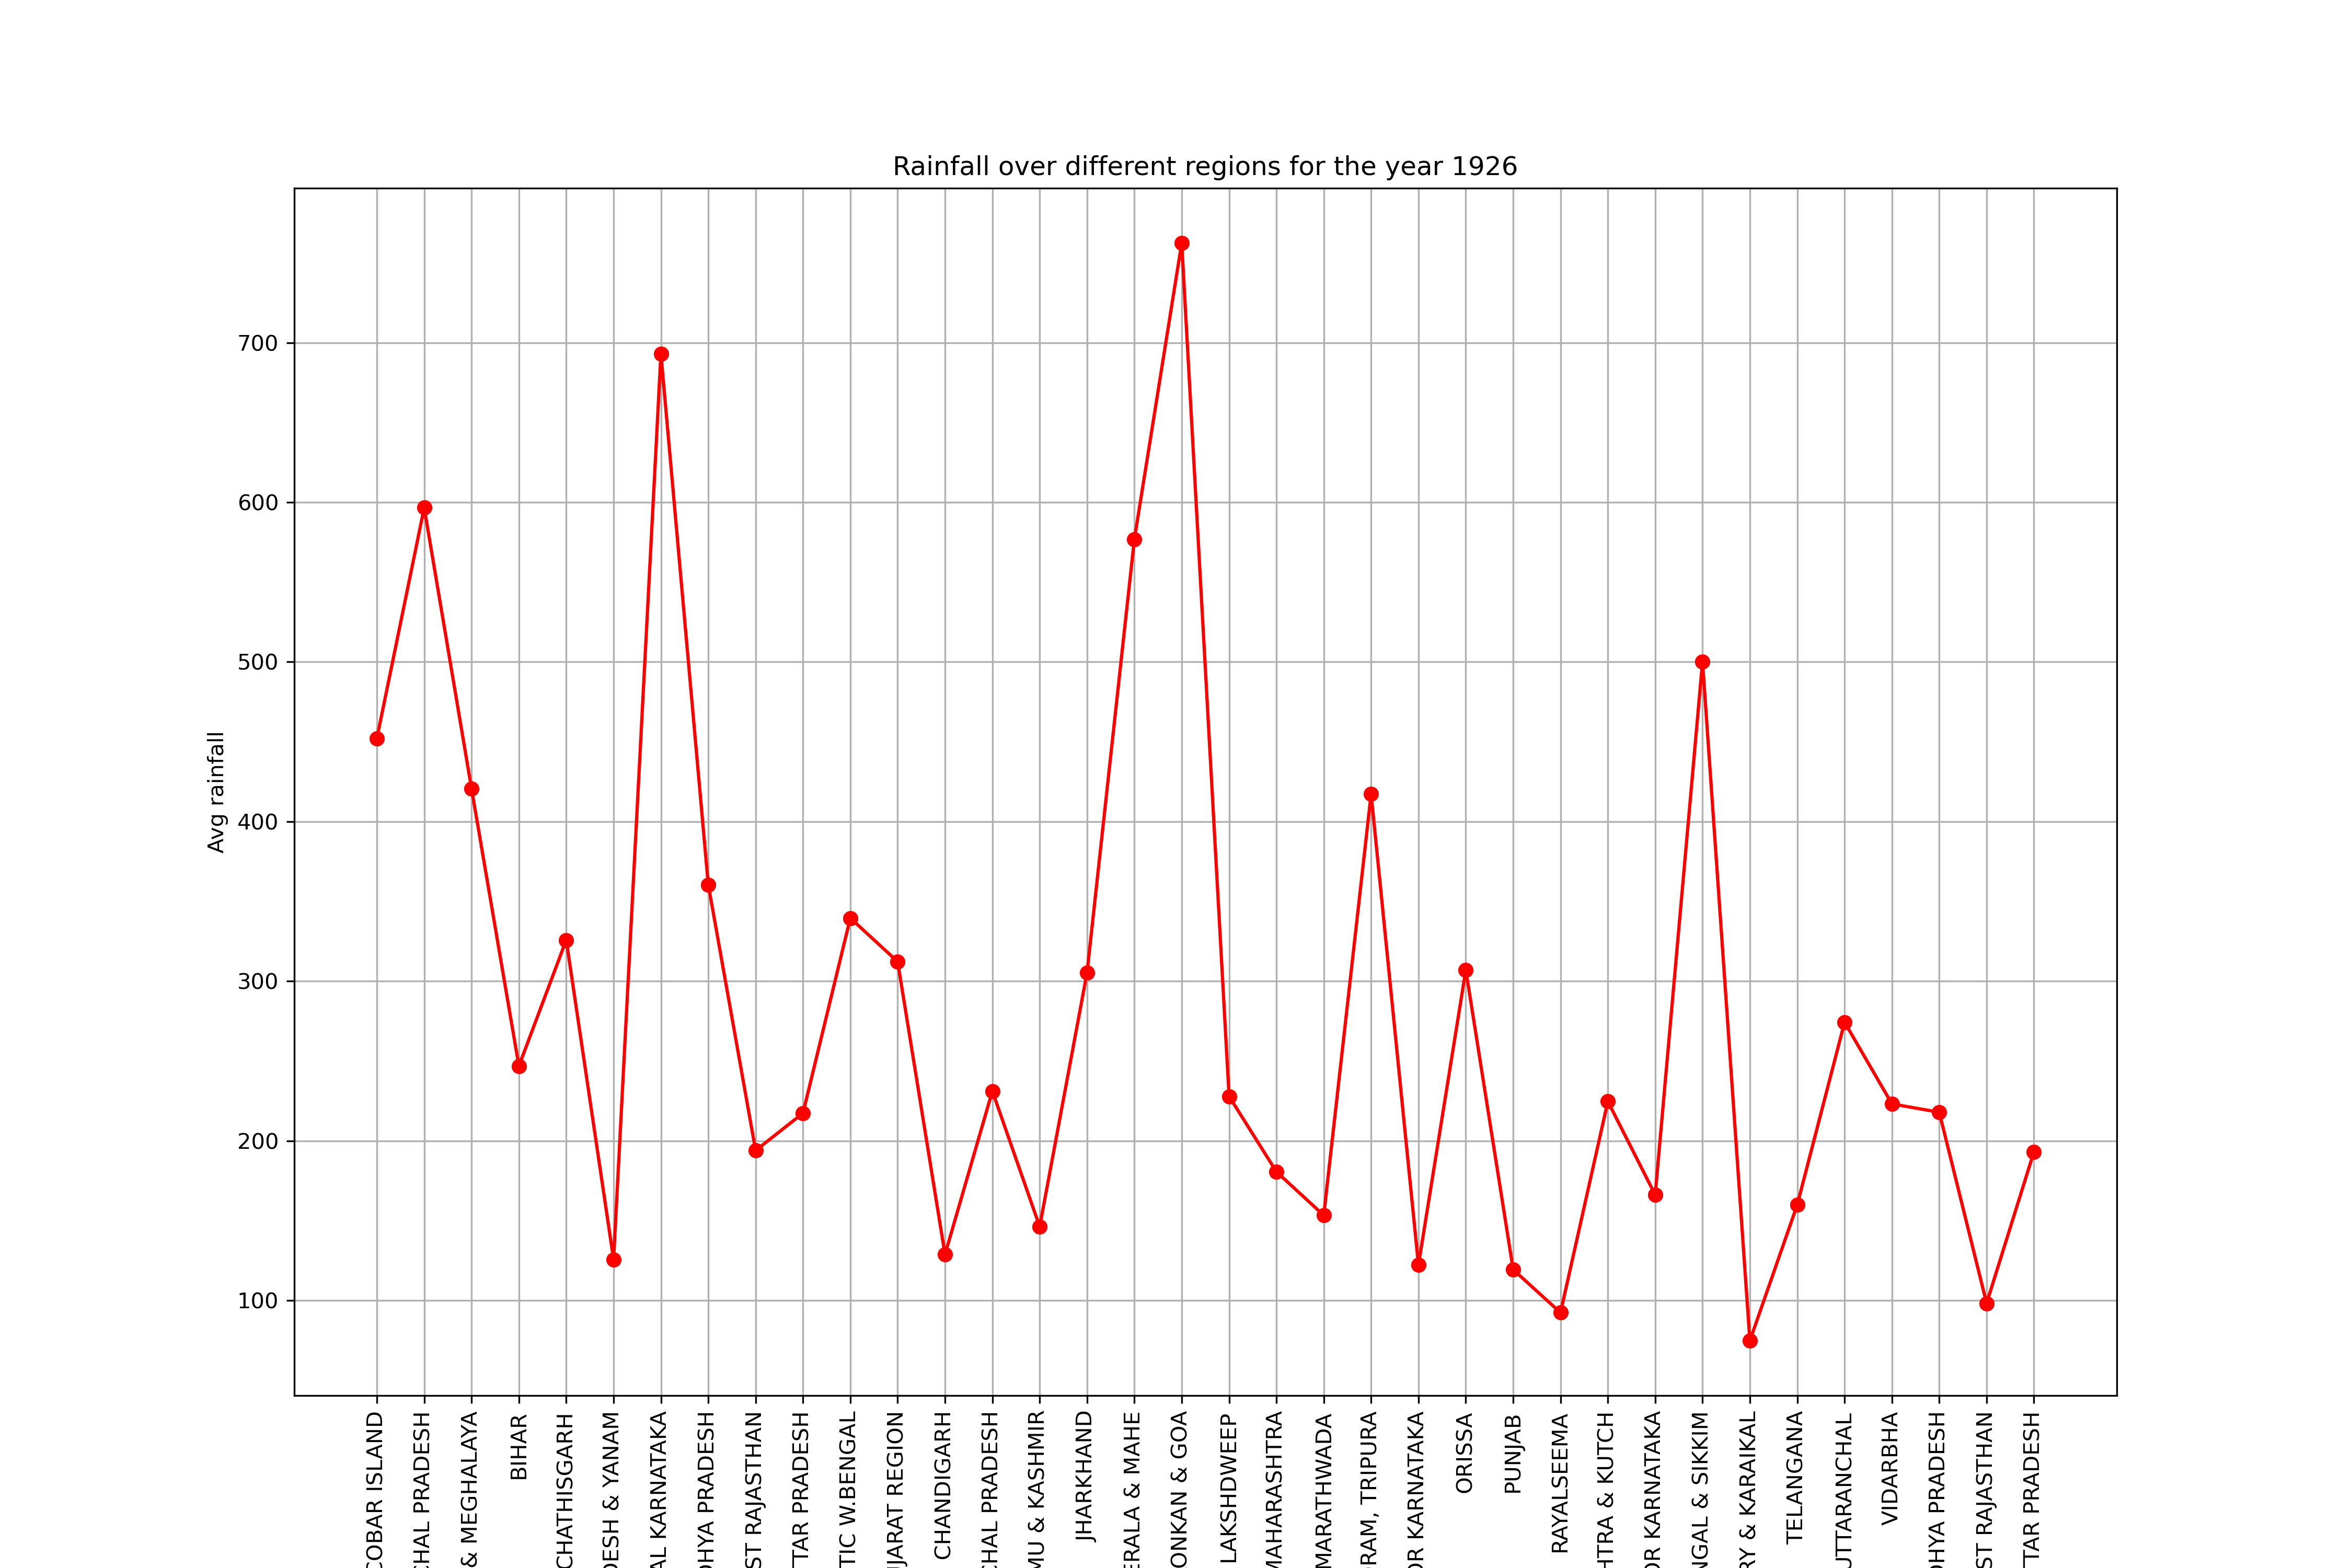 Rainfall over different regions for the year 1926
Avg rainfall
700
600
500
400
300
200
100
COBAR ISLAND
CHAL PRADESH
& MEGHALAYA
BIHAR
CHATHISGARH
DESH & YANAM
AL KARNATAKA
DHYA PRADESH
ST RAJASTHAN
TTAR PRADESH
TIC W.BENGAL
JARAT REGION
CHANDIGARH
CHAL PRADESH
MU & KASHMIR
JHARKHAND
ERALA & MAHE
ONKAN & GOA
LAKSHDWEEP
MAHARASHTRA
MARATHWADA
RAM, TRIPURA
OR KARNATAKA
ORISSA
PUNJAB
RAYALSEEMA
HTRA & KUTCH
OR KARNATAKA
NGAL & SIKKIM
RY & KARAIKAL
TELANGANA
UTTARANCHAL
VIDARBHA
DHYA PRADESH
ST RAJASTHAN
TTAR PRADESH